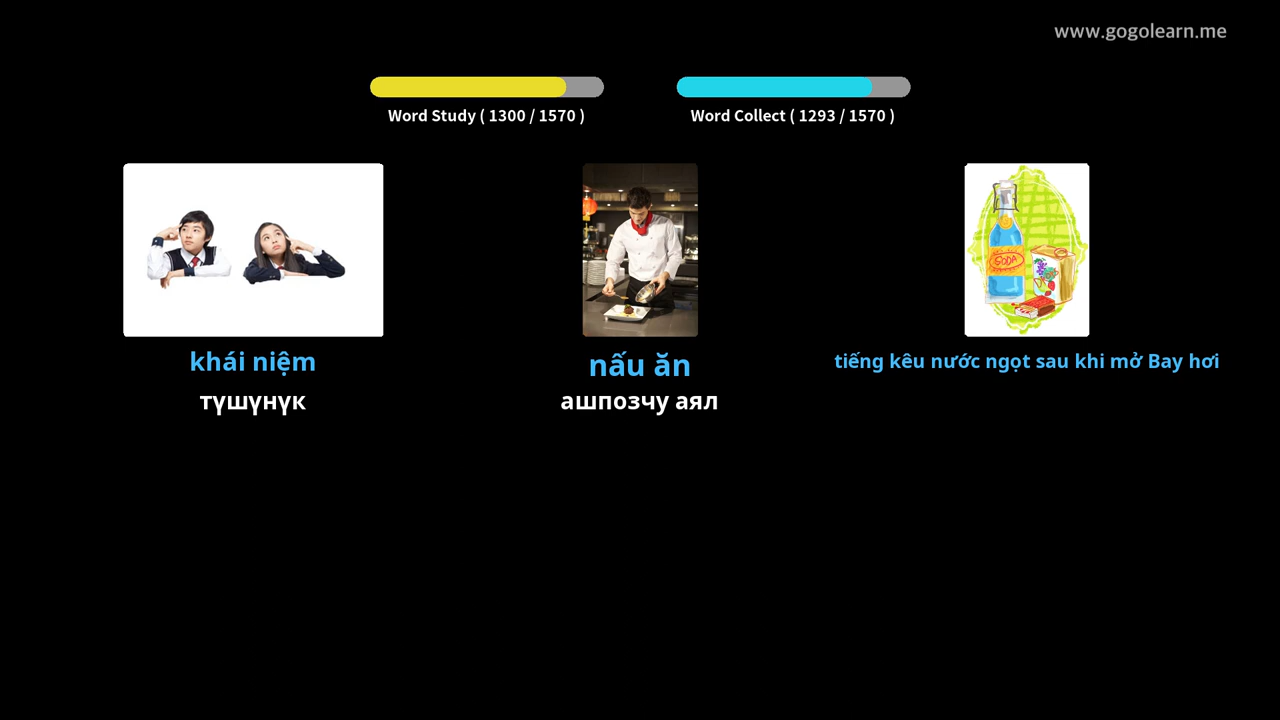 www.gogolearn.me
Word Study ( 1300 / 1570 )
Word Collect ( 1293 / 1570 )
SODA
khái niệm
түшүнүк
nấu ăn
ашпозчу аял
tiếng kêu nước ngọt sau khi mở Bay hơi